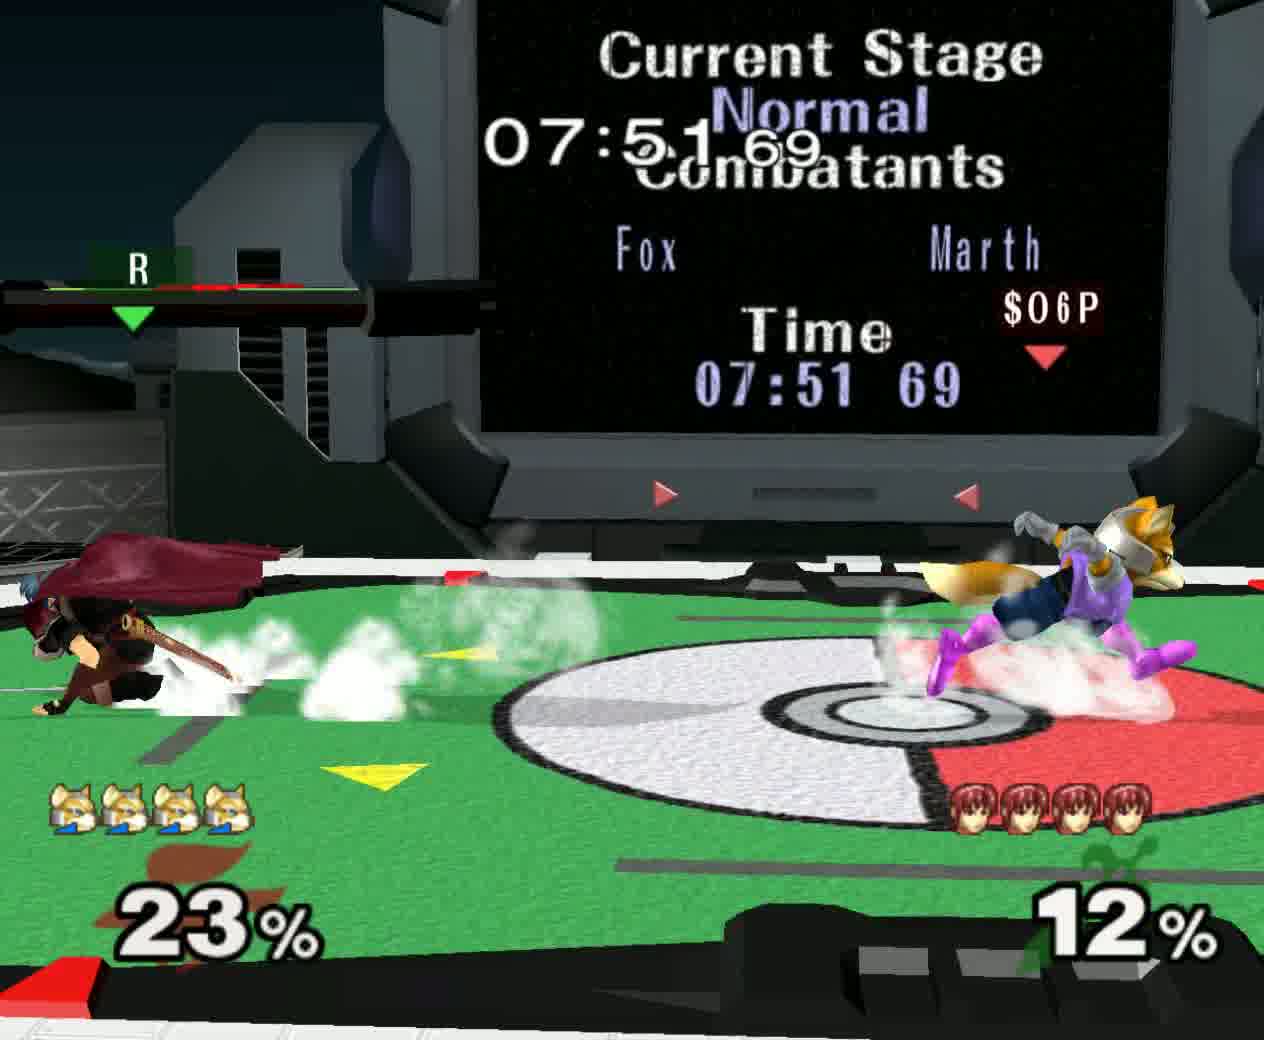 Current Stage
Normal
07:51 69
Combatants
Fox Marth
R
$06P
Time
07:51 69
23%
12%